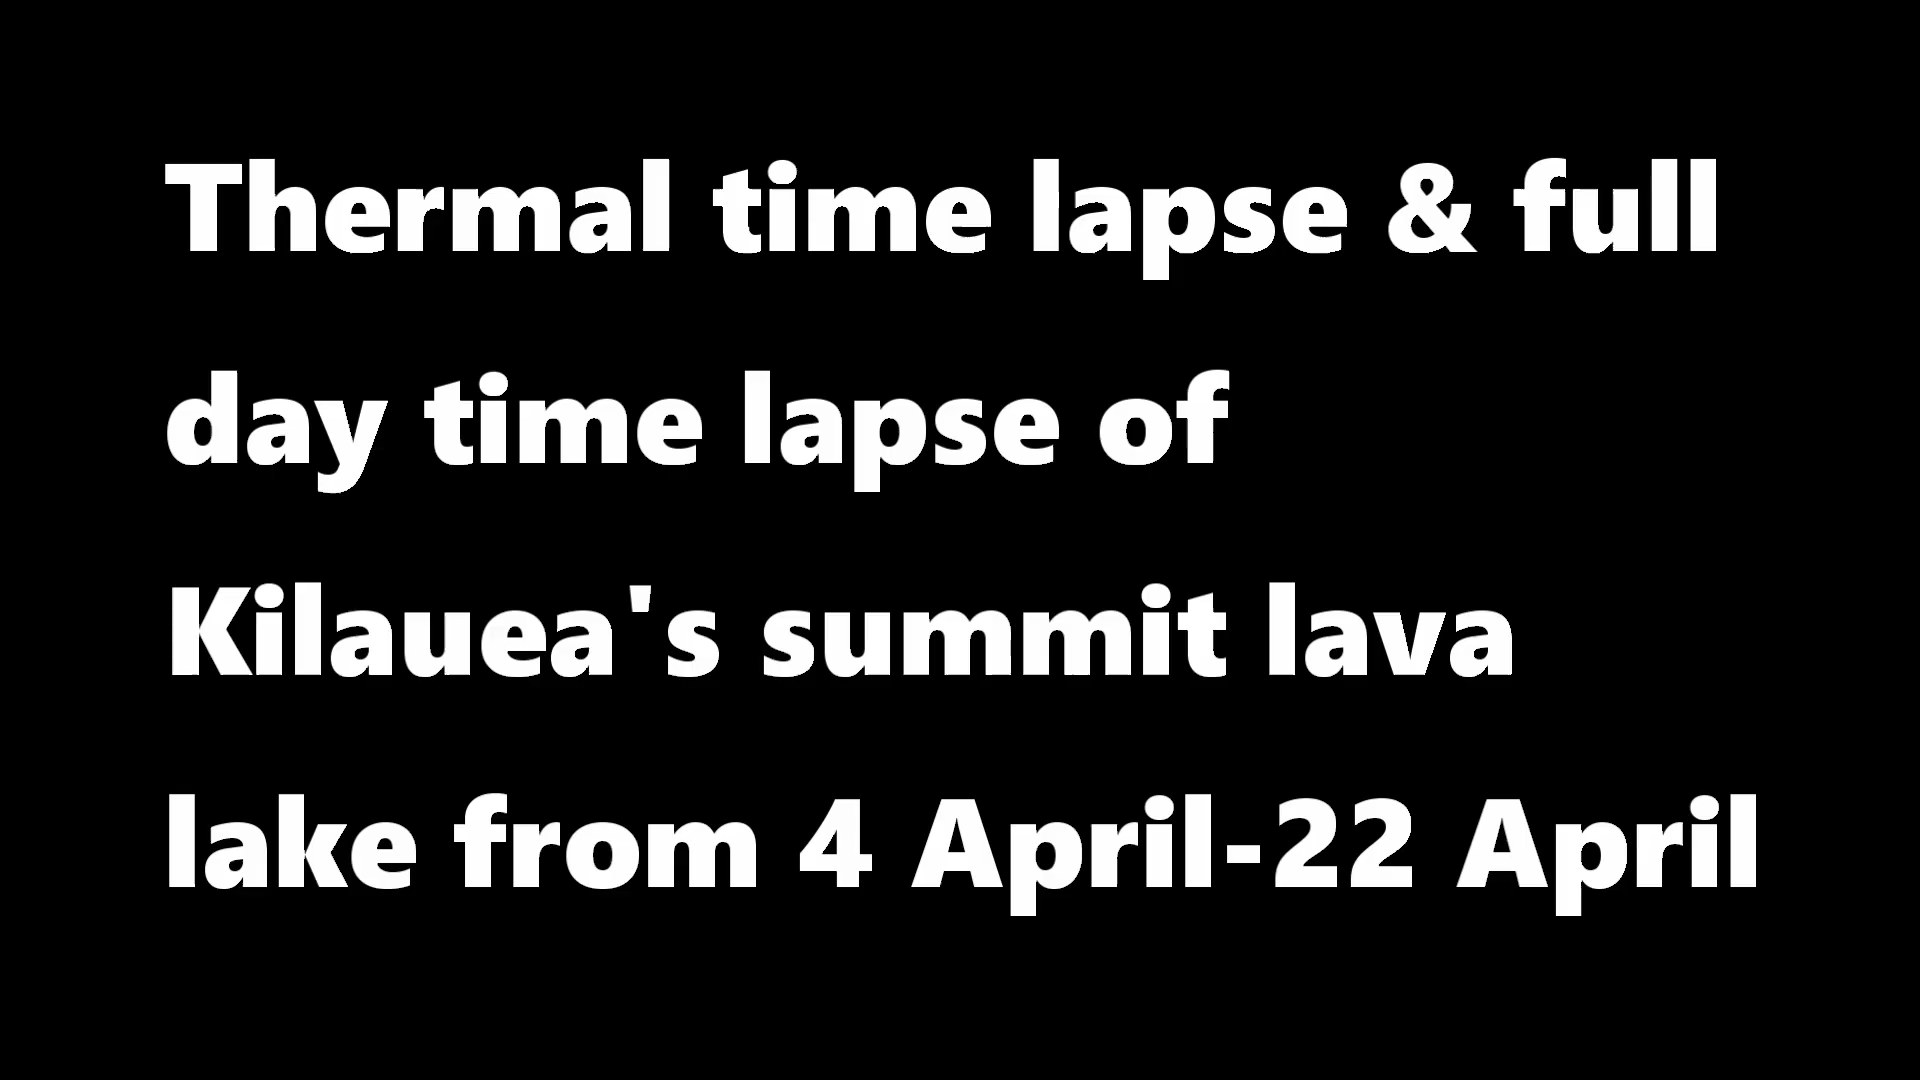 Thermal time lapse & full
day time lapse of
Kilauea's summit lava
lake from 4 April-22 April